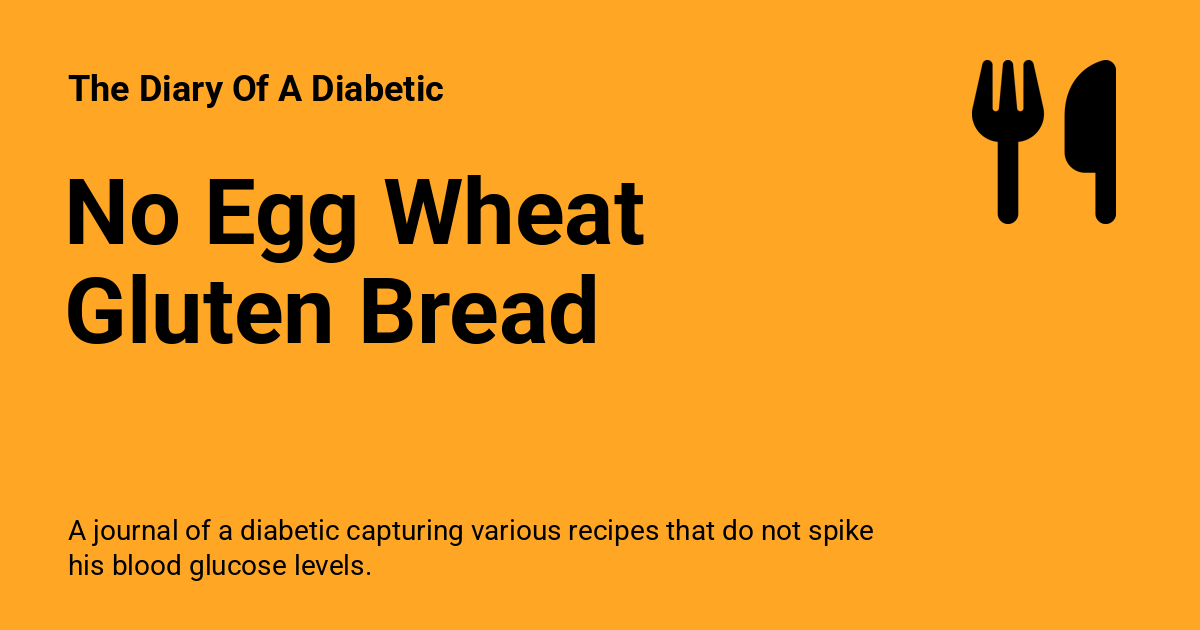 The Diary Of A Diabetic
No Egg Wheat
Gluten Bread
A journal of a diabetic capturing various recipes that do not spike
his blood glucose levels.